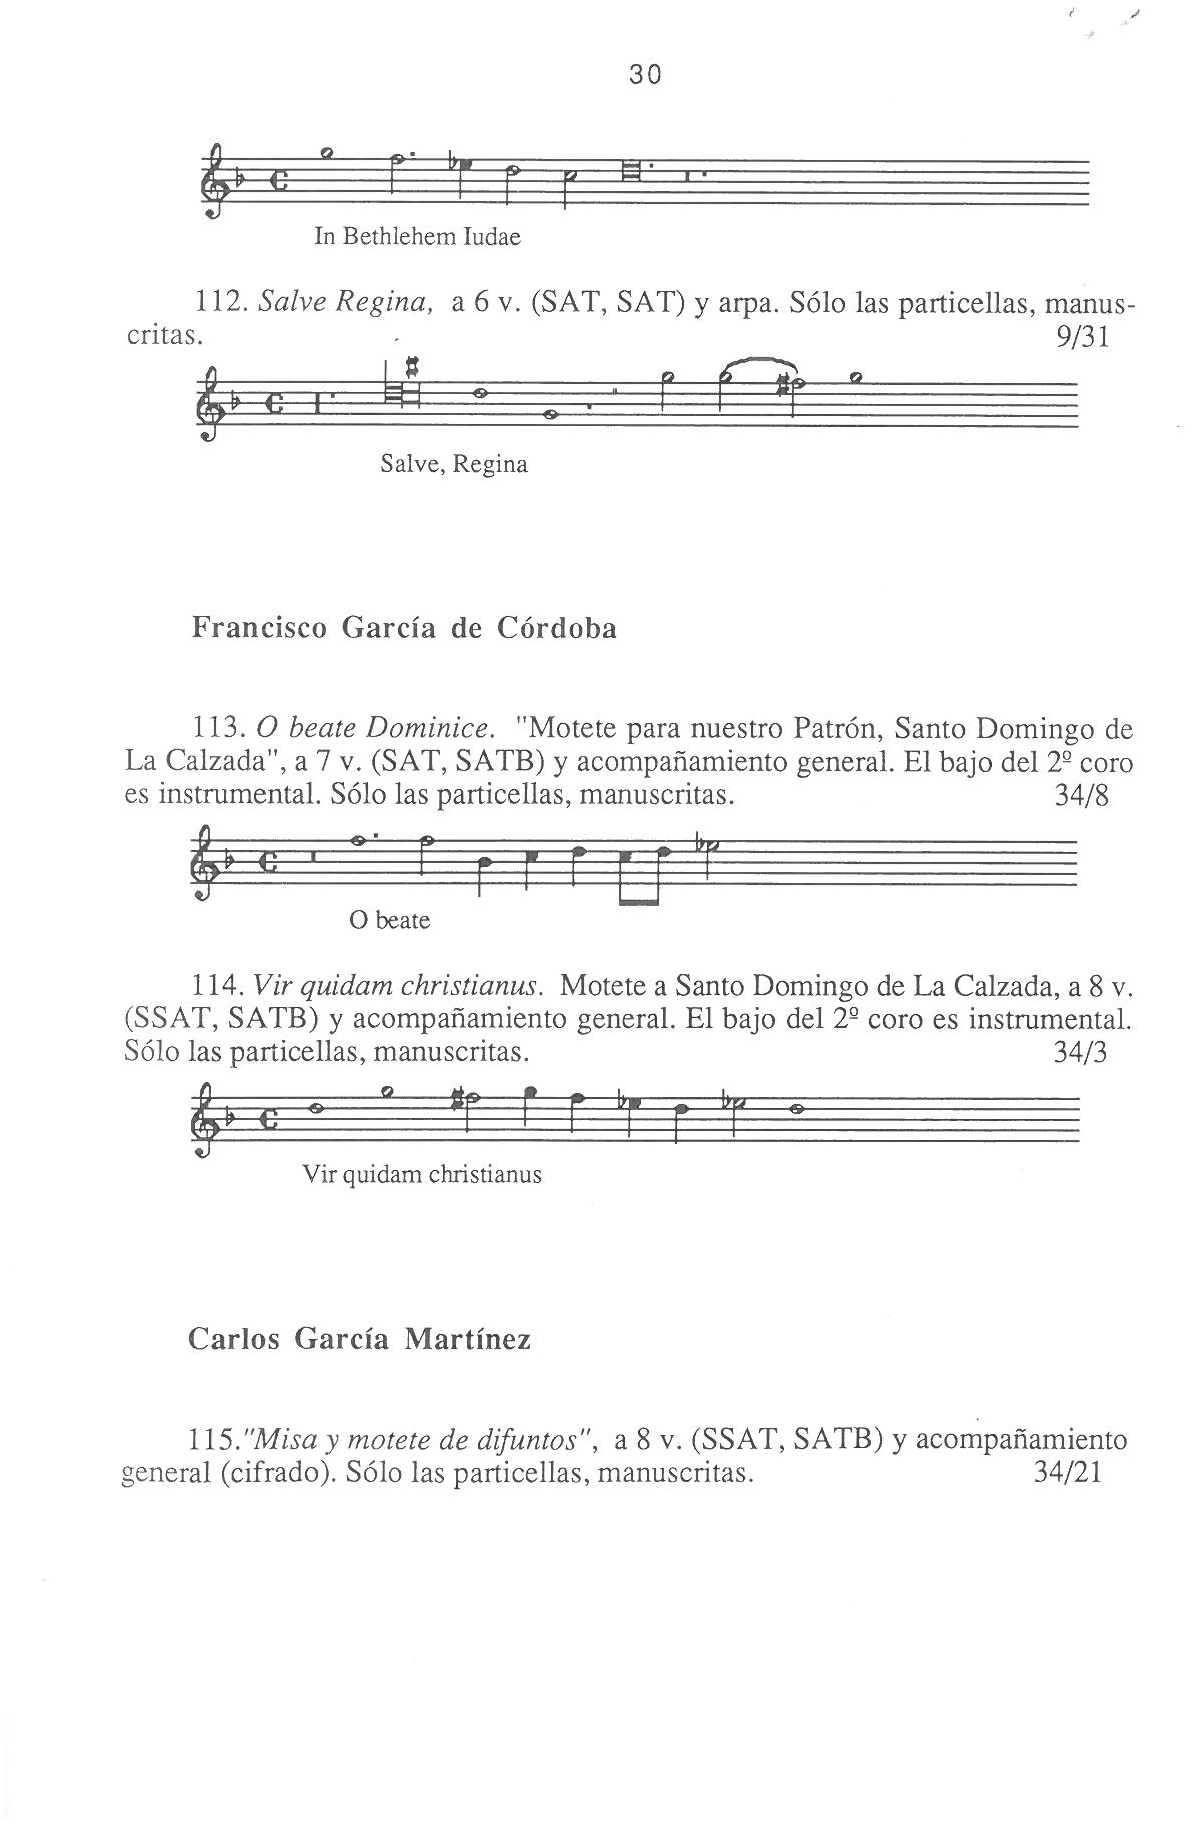 30
In Bethlehem Iudae
112. Salve Regina, a 6 v. (SAT, SAT) y arpa. Sólo las particellas, manus-
critas. 9/31
Salve, Regina
Francisco García de Córdoba
113. O beate Dominice. "Motete para nuestro Patrón, Santo Domingo de
La Calzada", a 7 v. (SAT, SATB) y acompañamiento general. El bajo del 2º coro
es instrumental. Sólo las particellas, manuscritas. 34/8
O beate
114. Vir quidam christianus. Motete a Santo Domingo de La Calzada, a 8 v.
(SSAT, SATB) y acompañamiento general. El bajo del 2º coro es instrumental.
Sólo las particellas, manuscritas. 34/3
Vir quidam christianus
Carlos García Martínez
115."Misa y motete de difuntos", a 8 v. (SSAT, SATB) y acompañamiento
general (cifrado). Sólo las particellas, manuscritas. 34/21